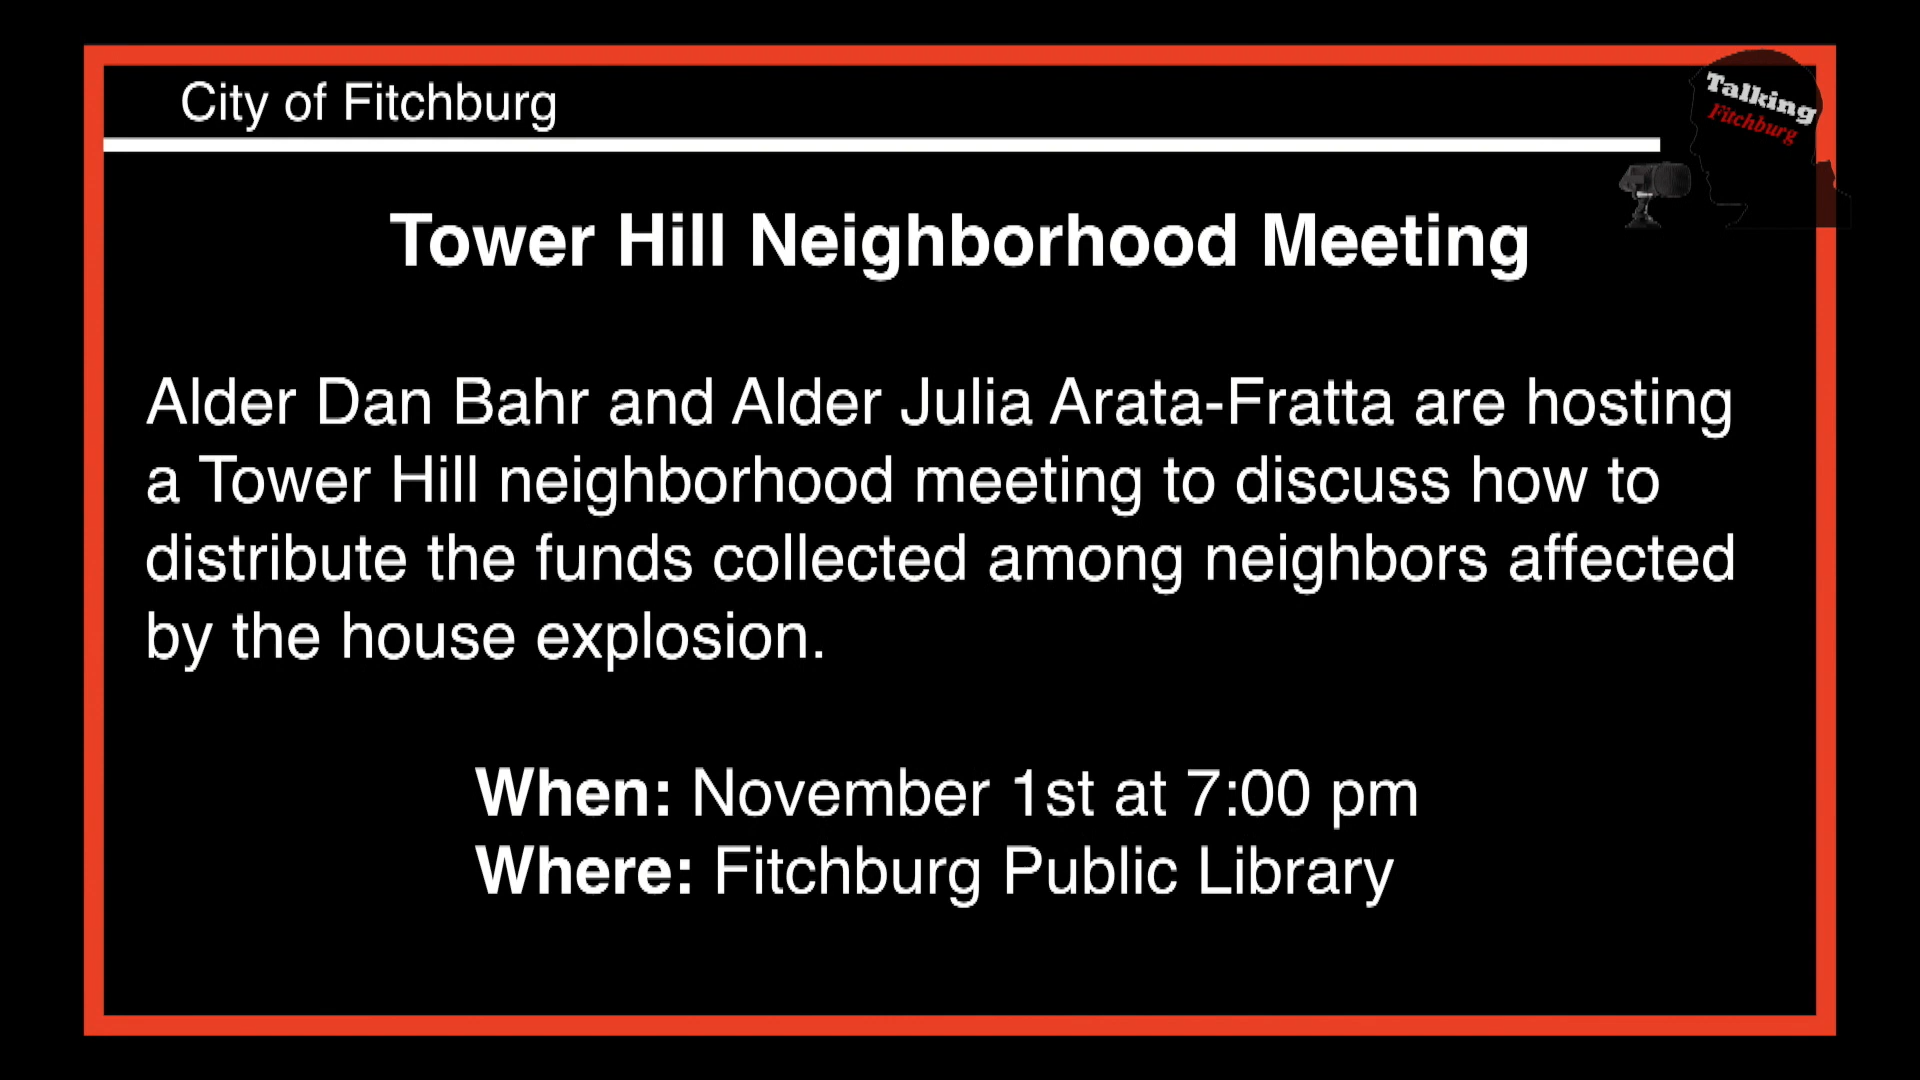 City of Fitchburg
Talking
Fitchburg
Tower Hill Neighborhood Meeting
Alder Dan Bahr and Alder Julia Arata-Fratta are hosting
a Tower Hill neighborhood meeting to discuss how to
distribute the funds collected among neighbors affected
by the house explosion.
When: November 1st at 7:00 pm
Where: Fitchburg Public Library